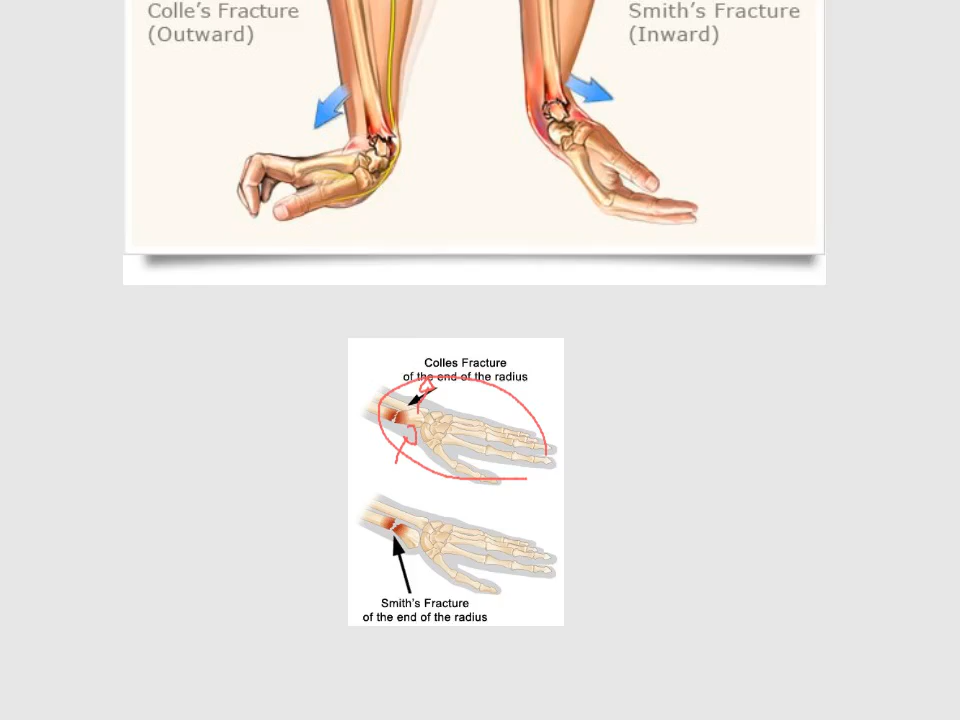 Colle's Fracture
(Outward)
Smith's Fracture
(Inward)
Colles Fracture
of the end of the radius
Smith's Fracture
of the end of the radius